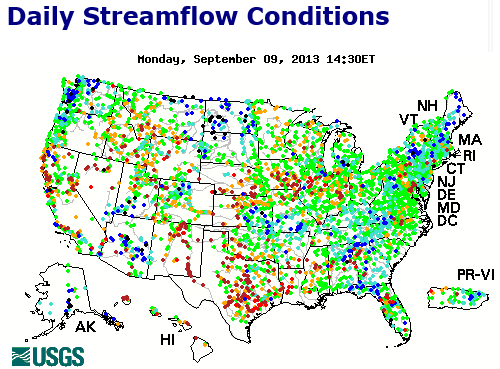 Daily Streamflow Conditions
Monday, September 09, 2013 14:30ET
NH
VT
MA
RI
CT
NJ
DE
MD
DC
PR-VI
AK
HI
USGS